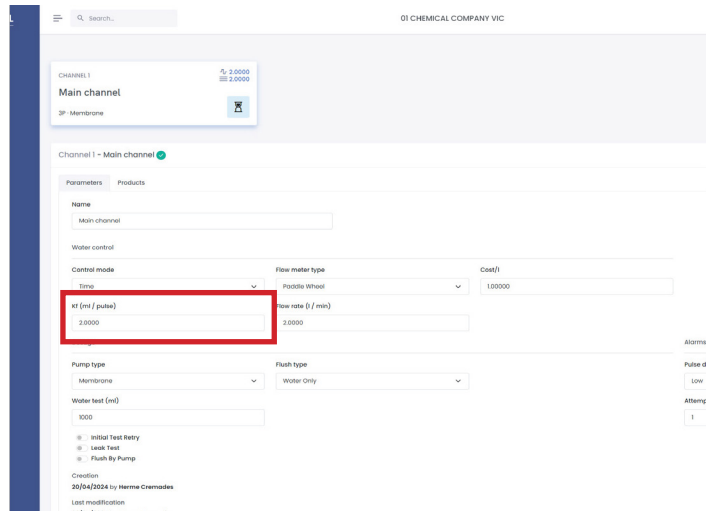 L
Search...
01 CHEMICAL COMPANY VIC
CHANNEL 1
2.0000
2.0000
Main channel
3P - Membrane
Channel 1 - Main channel
Parameters Products
Name
Main channel
Water control
Control mode Flow meter type Cost/l
Time Paddle Wheel 1.00000
Kf (ml / pulse) Flow rate (l / min)
2.0000 2.0000
Alarms
Pump type Flush type Pulse d
Membrane Water Only Low
Water test (ml) Attemp
1000 1
Initial Test Retry
Leak Test
Flush By Pump
Creation
20/04/2024 by Herme Cremades
Last modification